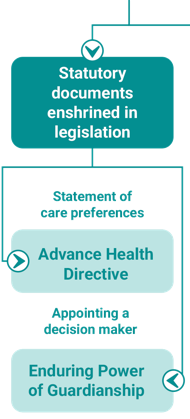 Statutory
documents
enshrined in
legislation
Statement of
care preferences
Advance Health
Directive
Appointing a
decision maker
Enduring Power
of Guardianship